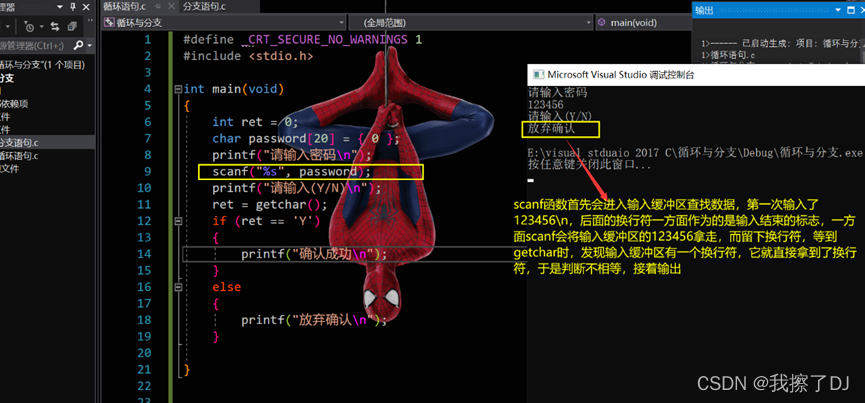 理器
循环语句.c
分支语句.c
输出
循环与分支
(全局范围)
main(void)
源管理器(Ctrl+;)
循环与分支"(1 个项目)
分支
依赖项
分支语句.c
循环语句.c
文件
1 #define _CRT_SECURE_NO_WARNINGS 1
2 #include <stdio.h>
3
4 int main(void)
5 {
6 int ret = 0;
7 char password[20] = { 0 };
8 printf("请输入密码\n");
9 scanf("%s", password);
10 printf("请输入(Y/N)\n");
11 ret = getchar();
12 if (ret == 'Y')
13 {
14 printf("确认成功\n");
15 }
16 else
17 {
18 printf("放弃确认\n");
19 }
20
21 }
22
23
1>------ 已启动生成: 项目: 循环与分支
1>循环语句.c
Microsoft Visual Studio 调试控制台
请输入密码
123456
请输入(Y/N)
放弃确认
E:\visual stduaio 2017 C\循环与分支\Debug\循环与分支.exe
按任意键关闭此窗口...
scanf函数首先会进入输入缓冲区查找数据，第一次输入了
123456\n，后面的换行符一方面作为的是输入结束的标志，一方
面scanf会将输入缓冲区的123456拿走，而留下换行符，等到
getchar时，发现输入缓冲区有一个换行符，它就直接拿到了换行
符，于是判断不相等，接着输出
CSDN @我擦了DJ